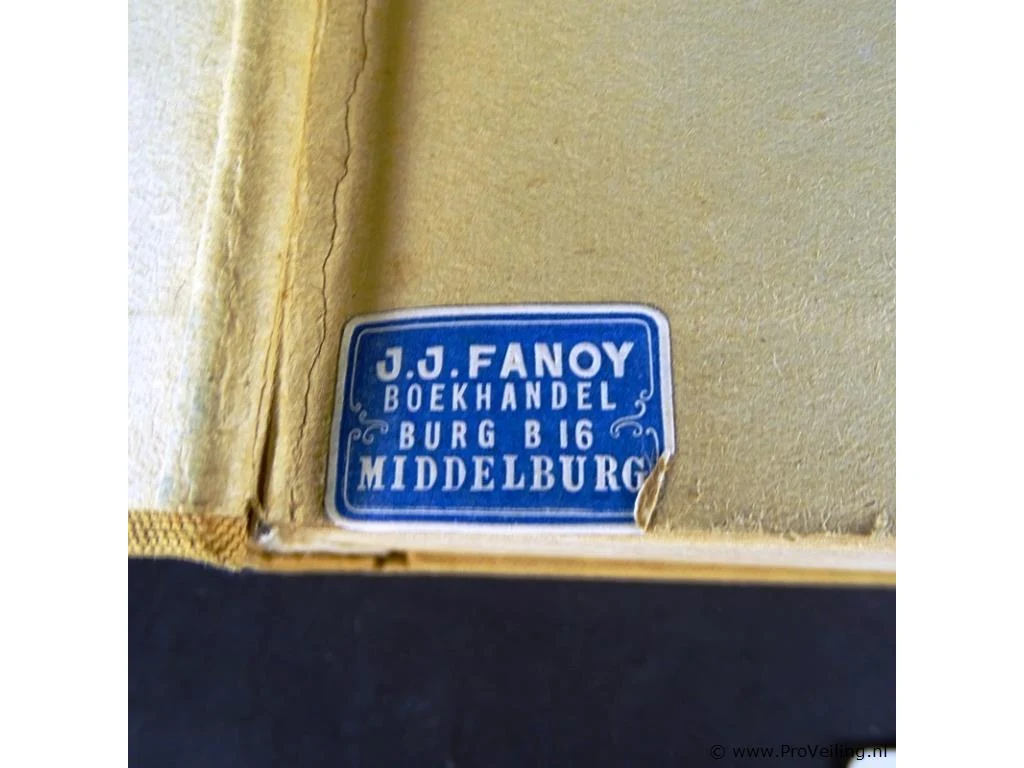 J.J. FANOY
BOEKHANDEL
BURG B 16
MIDDELBURG
© www.ProVeiling.nl